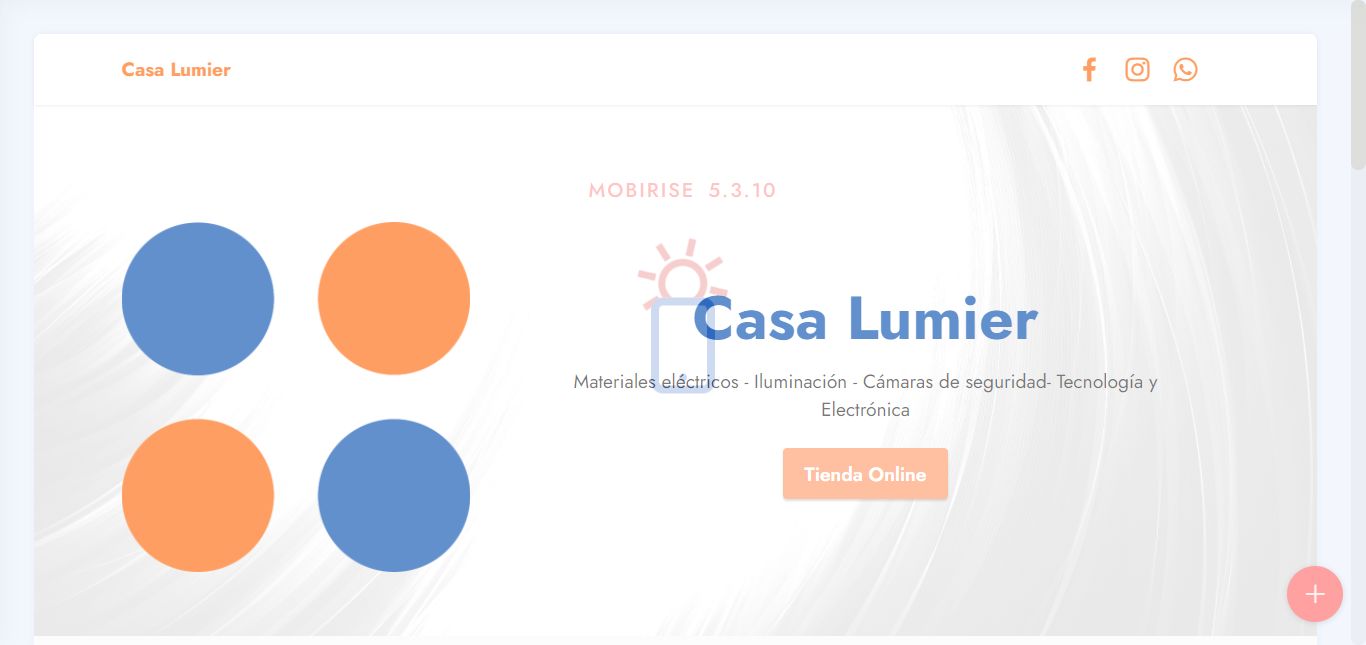 Casa Lumier
MOBIRISE 5.3.10
Casa Lumier
Materiales eléctricos - Iluminación - Cámaras de seguridad- Tecnología y
Electrónica
Tienda Online